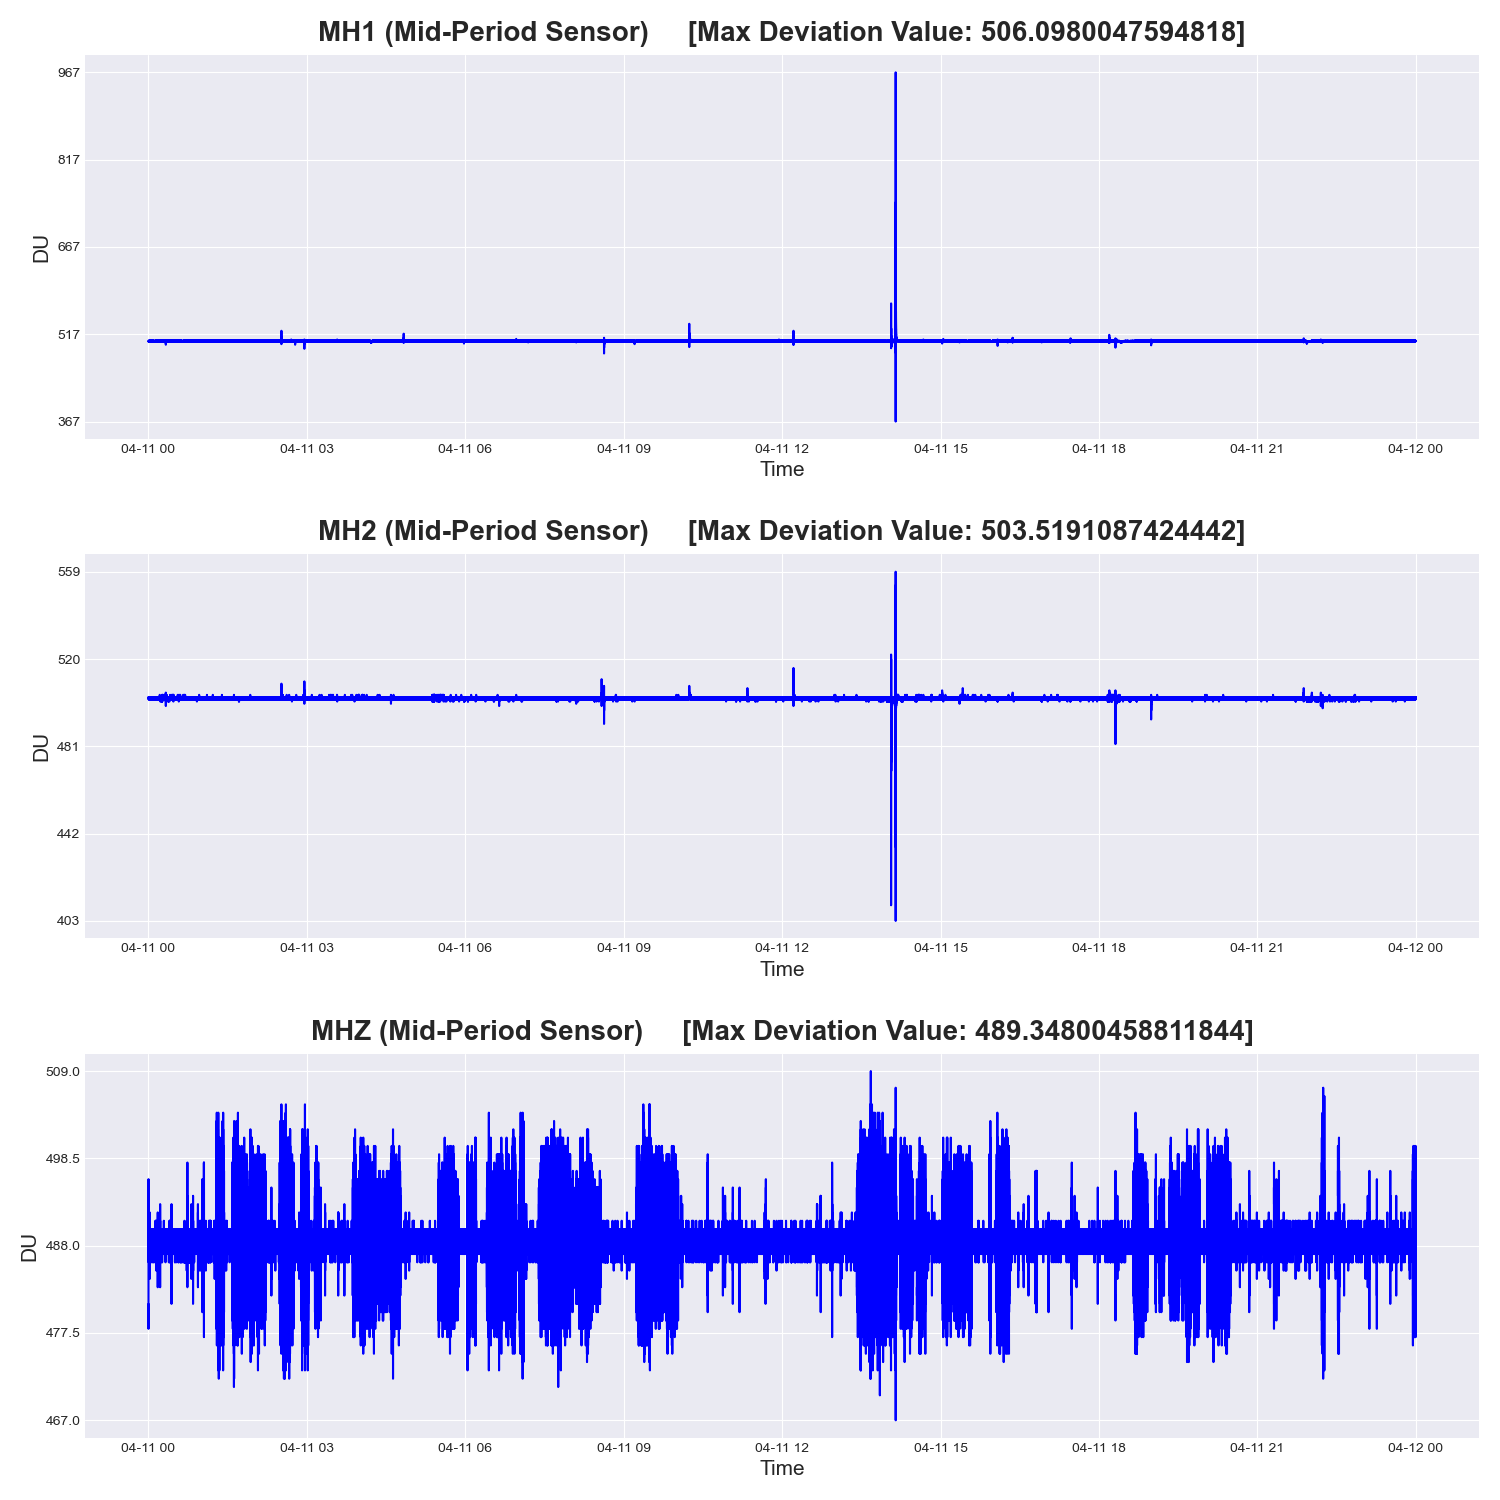 MH1 (Mid-Period Sensor) [Max Deviation Value: 506.0980047594818]
967
817
667
517
367
DU
04-11 00 04-11 03 04-11 06 04-11 09 04-11 12 04-11 15 04-11 18 04-11 21 04-12 00
Time
MH2 (Mid-Period Sensor) [Max Deviation Value: 503.5191087424442]
559
520
481
442
403
DU
04-11 00 04-11 03 04-11 06 04-11 09 04-11 12 04-11 15 04-11 18 04-11 21 04-12 00
Time
MHZ (Mid-Period Sensor) [Max Deviation Value: 489.34800458811844]
509.0
498.5
488.0
477.5
467.0
DU
04-11 00 04-11 03 04-11 06 04-11 09 04-11 12 04-11 15 04-11 18 04-11 21 04-12 00
Time